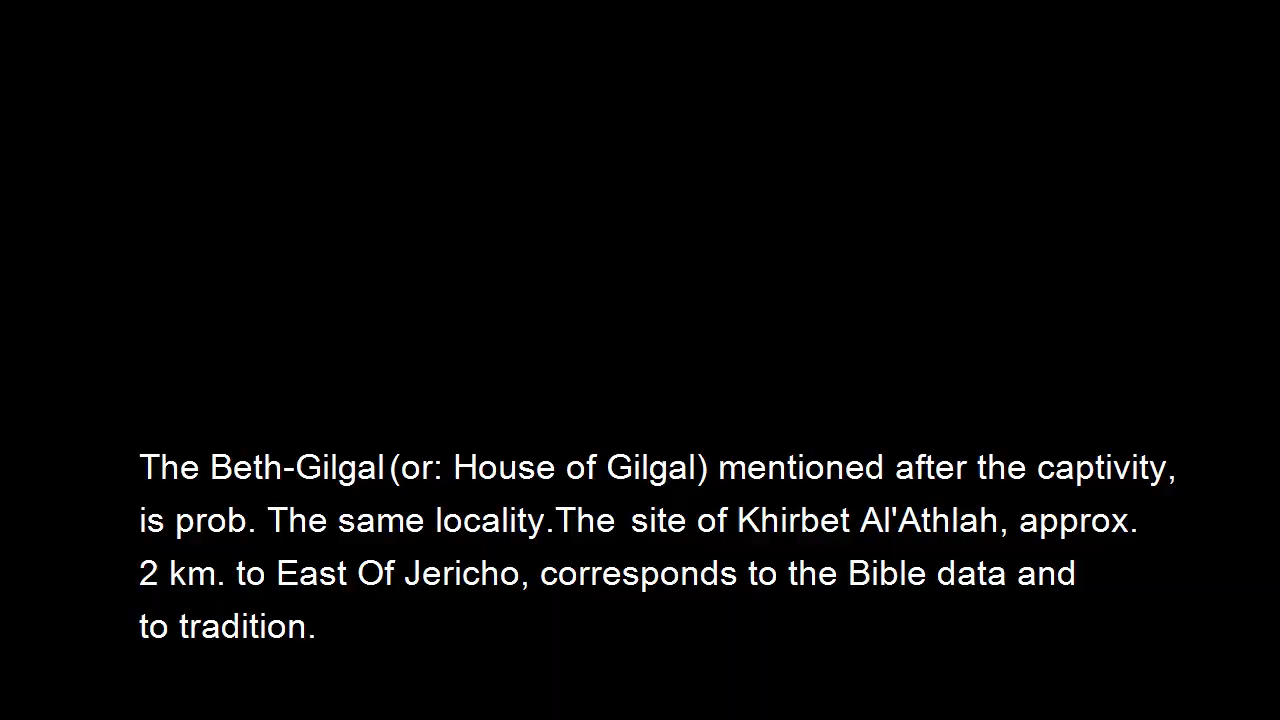 The Beth-Gilgal (or: House of Gilgal) mentioned after the captivity,
is prob. The same locality.The site of Khirbet Al'Athlah, approx.
2 km. to East Of Jericho, corresponds to the Bible data and
to tradition.